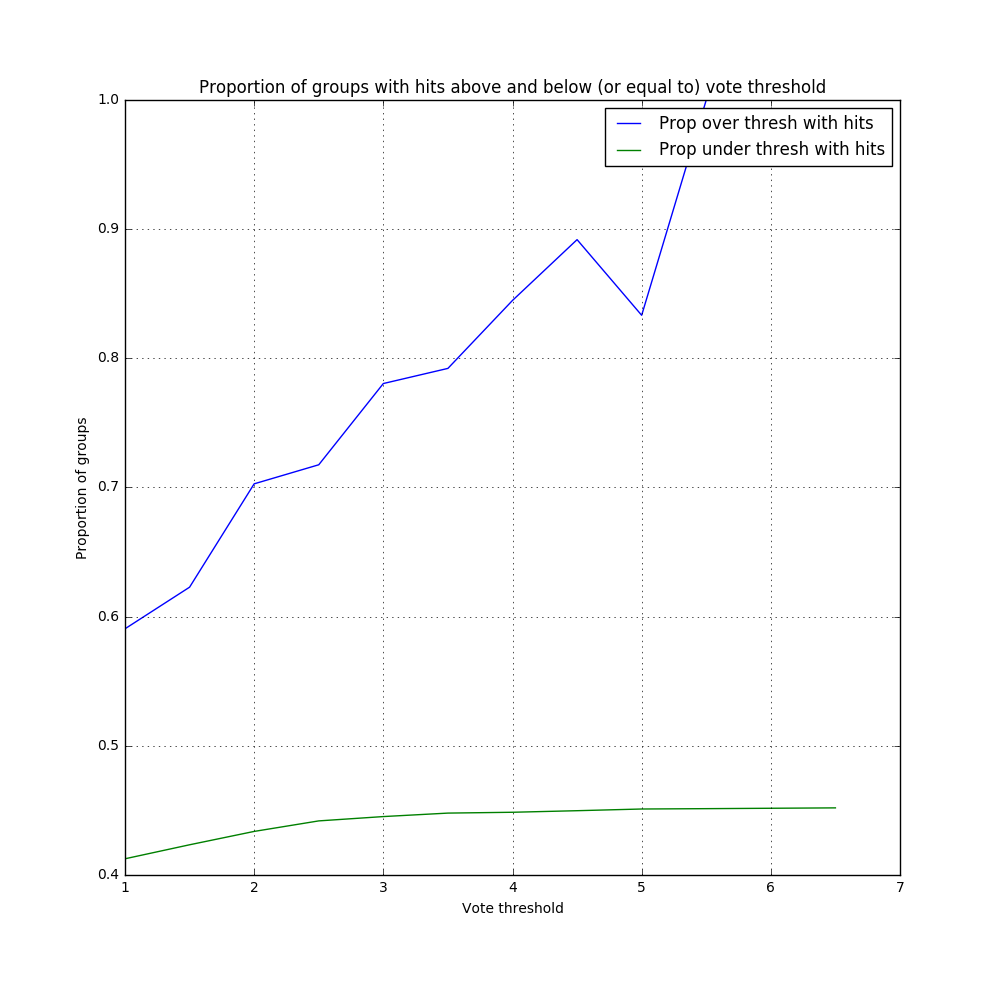 Proportion of groups with hits above and below (or equal to) vote threshold
Prop over thresh with hits
Prop under thresh with hits
1.0
0.9
0.8
0.7
0.6
0.5
0.4
Proportion of groups
1 2 3 4 5 6 7
Vote threshold